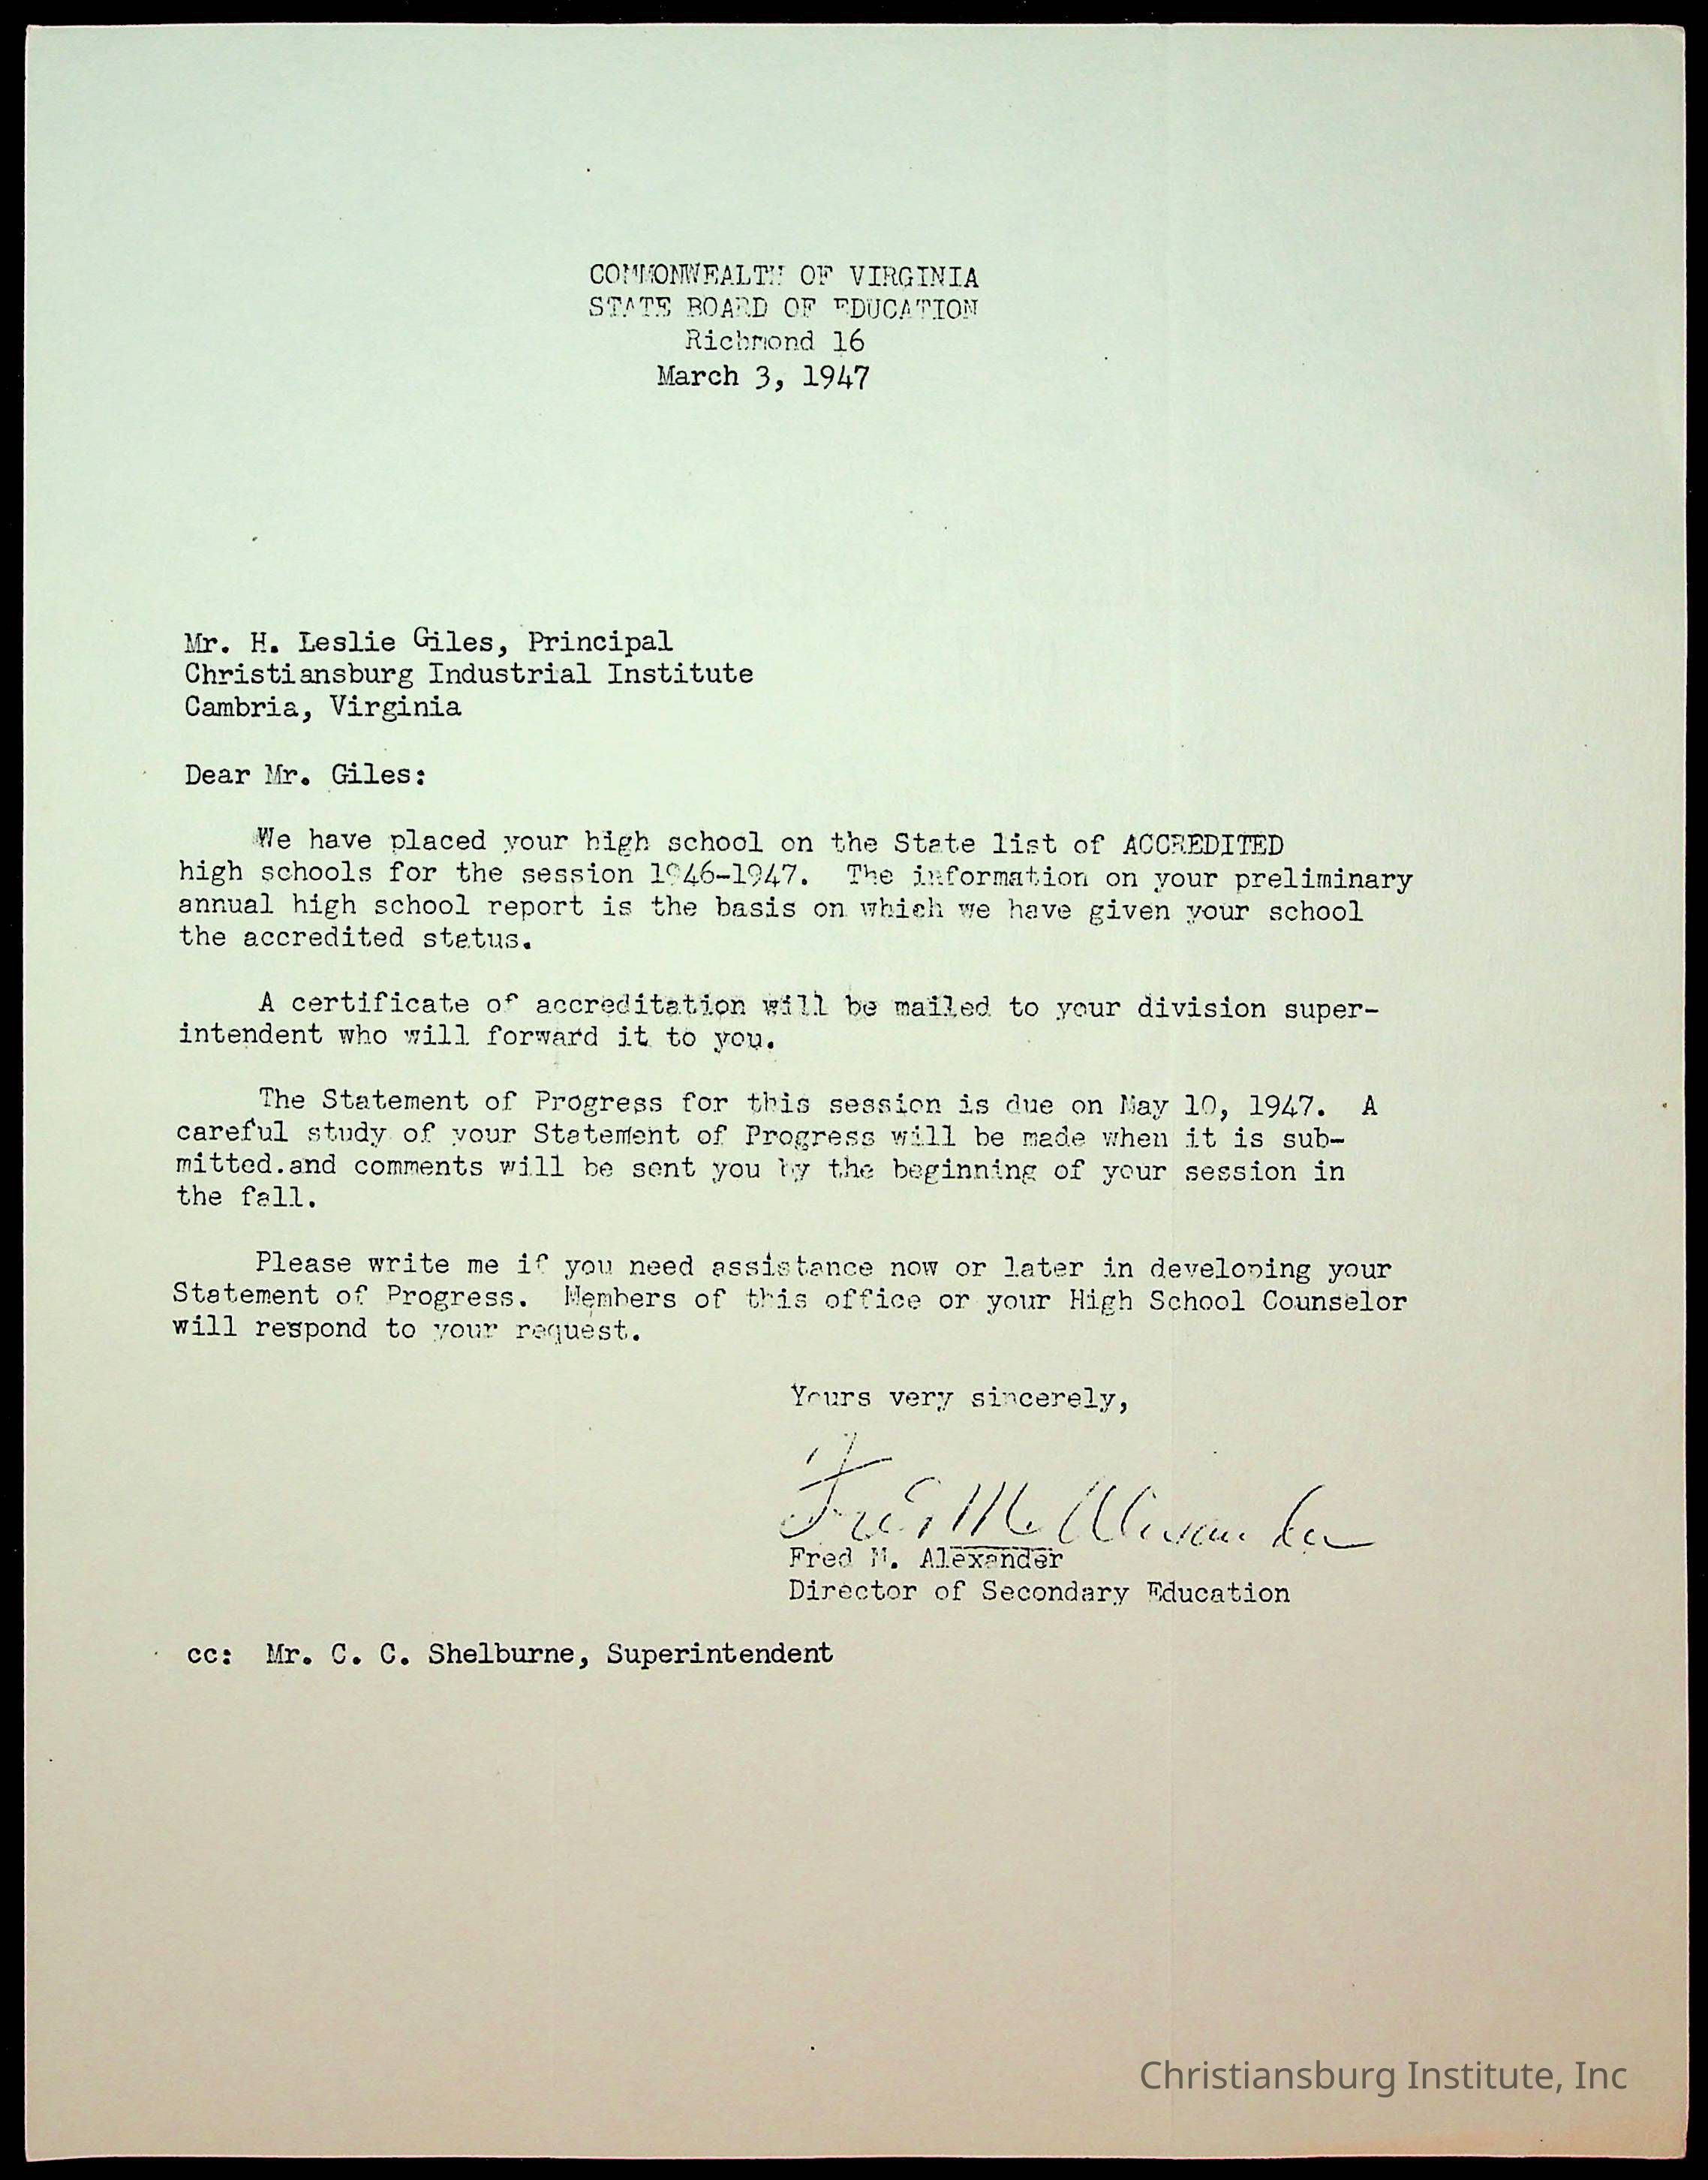 COMMONWEALTH OF VIRGINIA
STATE BOARD OF EDUCATION
Richmond 16
March 3, 1947
Mr. H. Leslie Giles, Principal
Christiansburg Industrial Institute
Cambria, Virginia
Dear Mr. Giles:
We have placed your high school on the State list of ACCREDITED
high schools for the session 1946-1947. The information on your preliminary
annual high school report is the basis on which we have given your school
the accredited status.
A certificate of accreditation will be mailed to your division super-
intendent who will forward it to you.
The Statement of Progress for this session is due on May 10, 1947. A
careful study of your Statement of Progress will be made when it is sub-
mitted.and comments will be sent you by the beginning of your session in
the fall.
Please write me if you need assistance now or later in developing your
Statement of Progress. Members of this office or your High School Counselor
will respond to your request.
Yours very sincerely,
Fred M. Alexander
Fred M. Alexander
Director of Secondary Education
cc: Mr. C. C. Shelburne, Superintendent
Christiansburg Institute, Inc